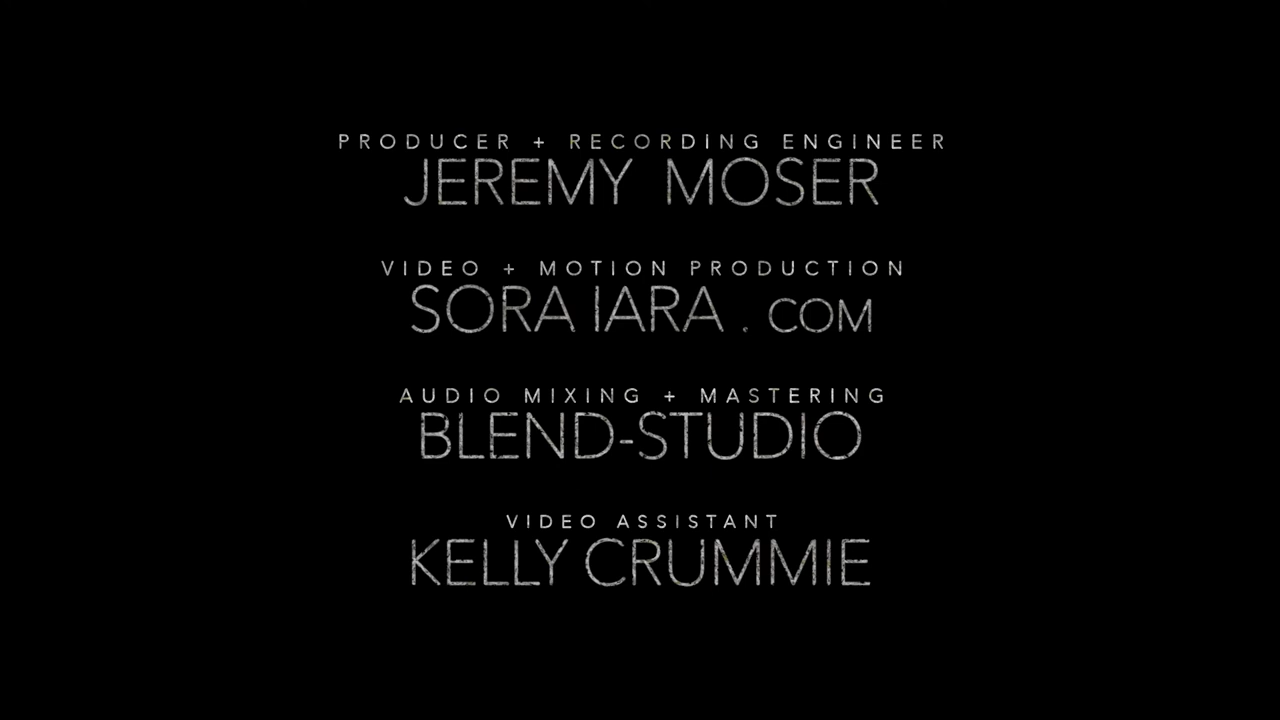 PRODUCER + RECORDING ENGINEER
JEREMY MOSER
VIDEO + MOTION PRODUCTION
SORA IARA . COM
AUDIO MIXING + MASTERING
BLEND-STUDIO
VIDEO ASSISTANT
KELLY CRUMMIE